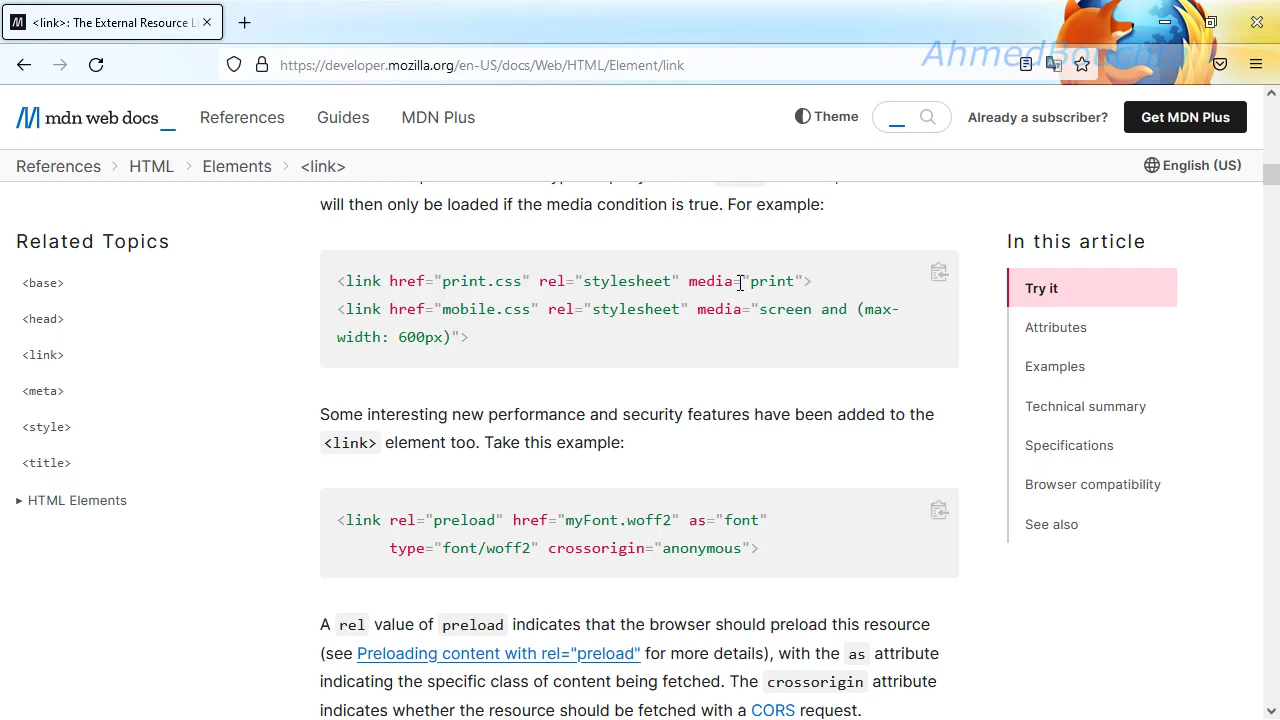 <link>: The External Resource L
https://developer.mozilla.org/en-US/docs/Web/HTML/Element/link
mdn web docs_
References
Guides
MDN Plus
Theme
Already a subscriber?
Get MDN Plus
References
HTML
Elements
<link>
English (US)
Related Topics
<base>
<head>
<link>
<meta>
<style>
<title>
HTML Elements
will then only be loaded if the media condition is true. For example:
<link href="print.css" rel="stylesheet" media="print">
<link href="mobile.css" rel="stylesheet" media="screen and (max-
width: 600px)">
Some interesting new performance and security features have been added to the
<link> element too. Take this example:
<link rel="preload" href="myFont.woff2" as="font"
type="font/woff2" crossorigin="anonymous">
A rel value of preload indicates that the browser should preload this resource
(see Preloading content with rel="preload" for more details), with the as attribute
indicating the specific class of content being fetched. The crossorigin attribute
indicates whether the resource should be fetched with a CORS request.
In this article
Try it
Attributes
Examples
Technical summary
Specifications
Browser compatibility
See also